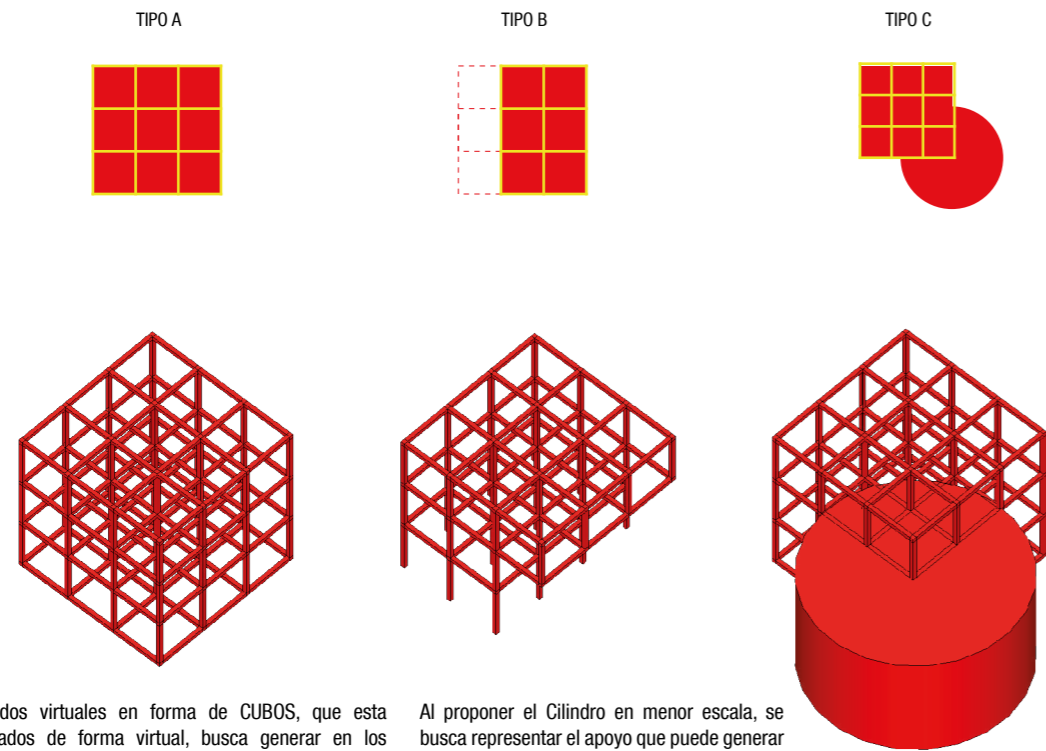 TIPO A
TIPO B
TIPO C
dos virtuales en forma de CUBOS, que esta
ados de forma virtual, busca generar en los
Al proponer el Cilindro en menor escala, se
busca representar el apoyo que puede generar